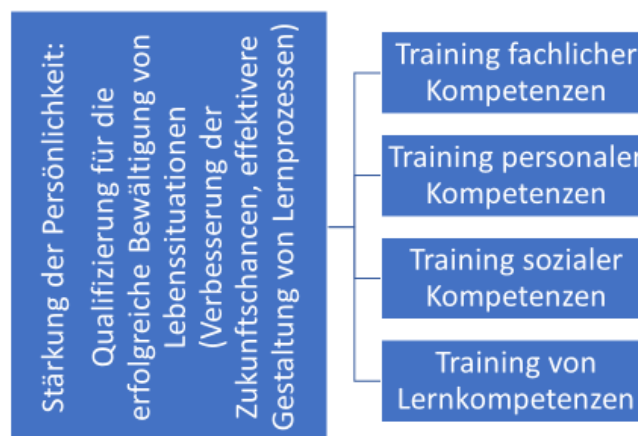 Stärkung der Persönlichkeit:
Qualifizierung für die
erfolgreiche Bewältigung von
Lebenssituationen
(Verbesserung der
Zukunftschancen, effektivere
Gestaltung von Lernprozessen)
Training fachlicher
Kompetenzen
Training personaler
Kompetenzen
Training sozialer
Kompetenzen
Training von
Lernkompetenzen